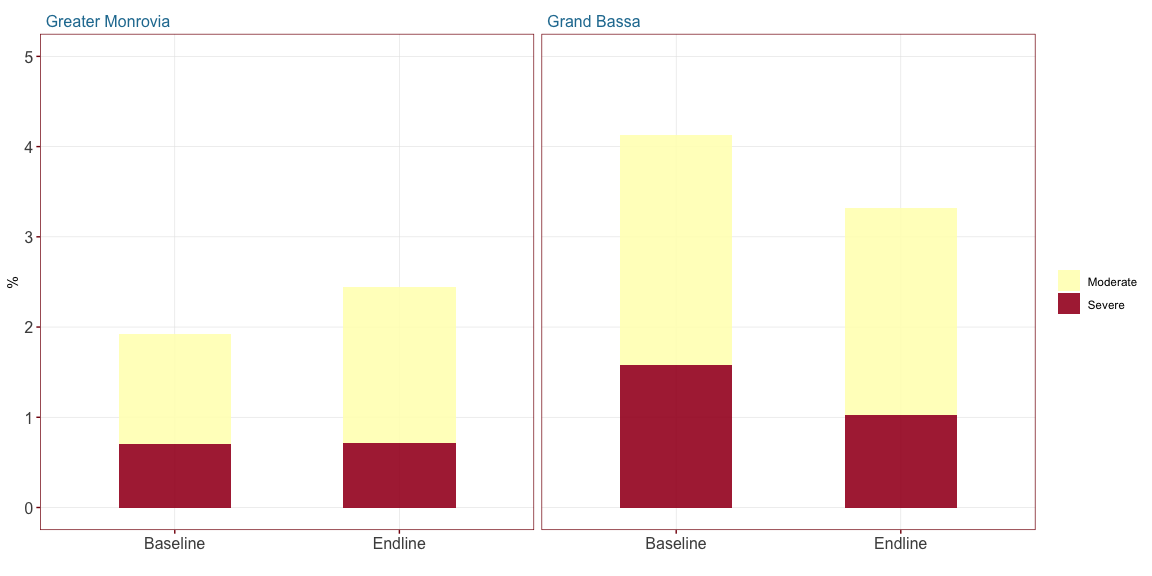 Greater Monrovia
Grand Bassa
5
4
3
2
1
0
%
Baseline
Endline
Baseline
Endline
Moderate
Severe